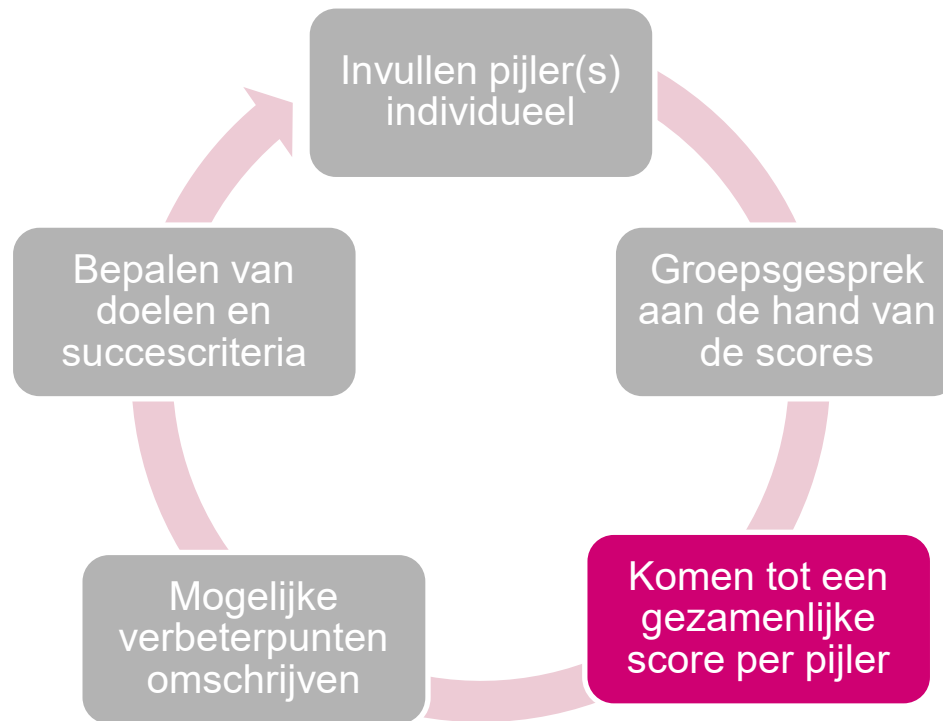 Invullen pijler(s)
individueel
Groepsgesprek
aan de hand van
de scores
Komen tot een
gezamenlijke
score per pijler
Mogelijke
verbeterpunten
omschrijven
Bepalen van
doelen en
succescriteria